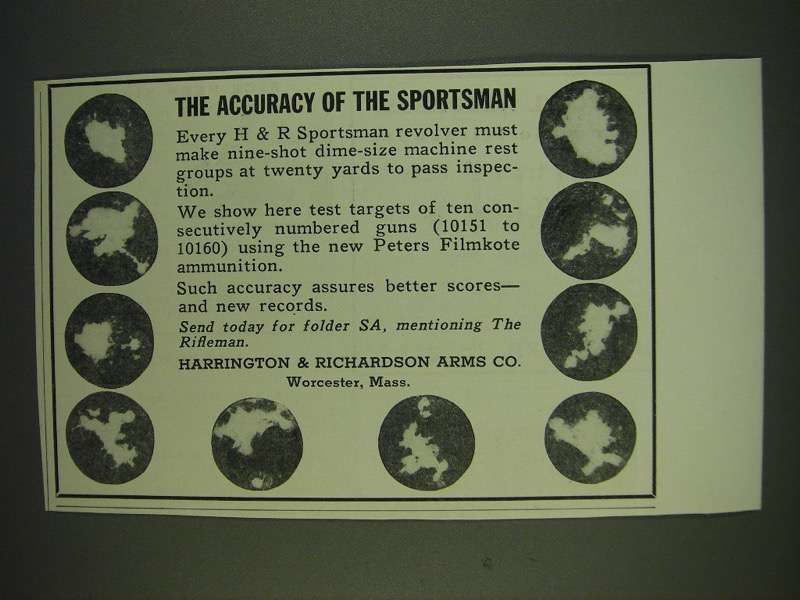 THE ACCURACY OF THE SPORTSMAN
Every H & R Sportsman revolver must
make nine-shot dime-size machine rest
groups at twenty yards to pass inspec-
tion.
We show here test targets of ten con-
secutively numbered guns (10151 to
10160) using the new Peters Filmkote
ammunition.
Such accuracy assures better scores—
and new records.
Send today for folder SA, mentioning The
Rifleman.
HARRINGTON & RICHARDSON ARMS CO.
Worcester, Mass.